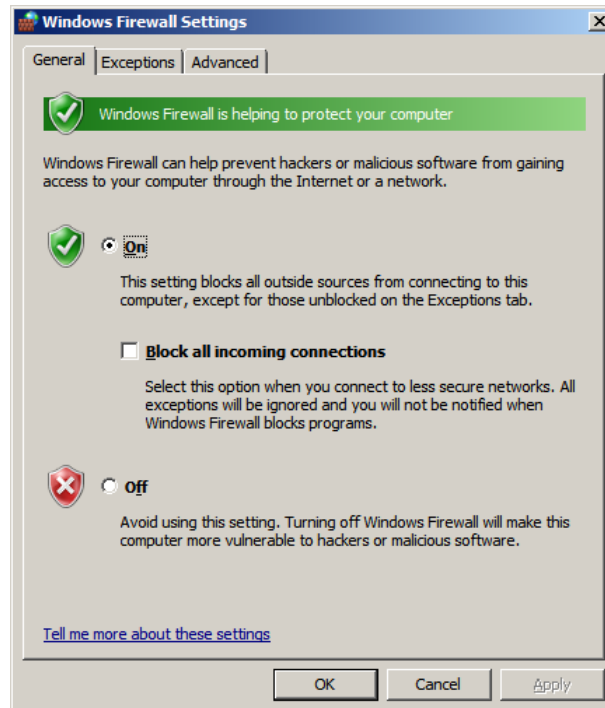 Windows Firewall Settings
General
Exceptions
Advanced
Windows Firewall is helping to protect your computer
Windows Firewall can help prevent hackers or malicious software from gaining
access to your computer through the Internet or a network.
On
This setting blocks all outside sources from connecting to this
computer, except for those unblocked on the Exceptions tab.
Block all incoming connections
Select this option when you connect to less secure networks. All
exceptions will be ignored and you will not be notified when
Windows Firewall blocks programs.
Off
Avoid using this setting. Turning off Windows Firewall will make this
computer more vulnerable to hackers or malicious software.
Tell me more about these settings
OK
Cancel
Apply